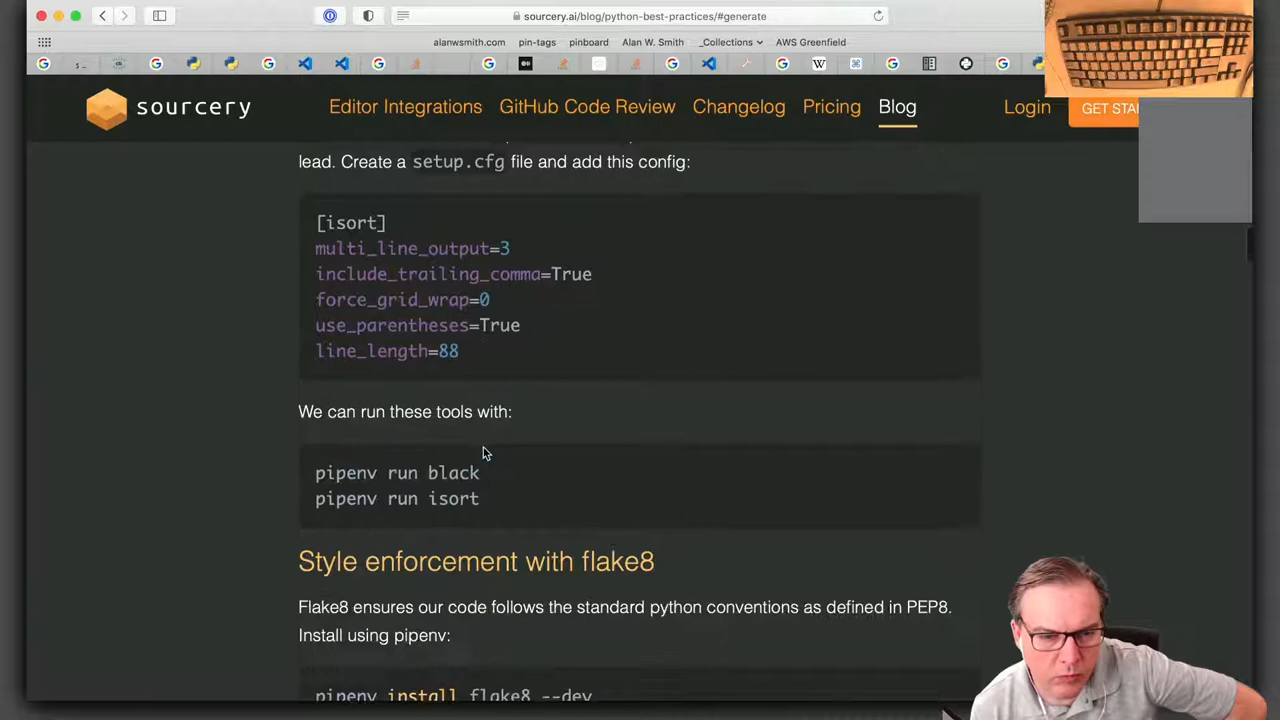 sourcery.ai/blog/python-best-practices/#generate
alanwsmith.com pin-tags pinboard Alan W. Smith _Collections AWS Greenfield
sourcery Editor Integrations GitHub Code Review Changelog Pricing Blog Login GET STA
lead. Create a setup.cfg file and add this config:
[isort]
multi_line_output=3
include_trailing_comma=True
force_grid_wrap=0
use_parentheses=True
line_length=88
We can run these tools with:
pipenv run black
pipenv run isort
Style enforcement with flake8
Flake8 ensures our code follows the standard python conventions as defined in PEP8.
Install using pipenv:
pipenv install flake8 --dev